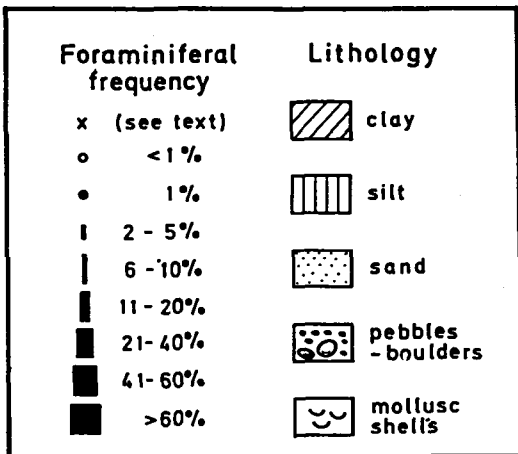 Foraminiferal
frequency
x (see text)
<1%
1%
2 - 5%
6 - 10%
11 - 20%
21 - 40%
41 - 60%
>60%
Lithology
clay
silt
sand
pebbles
- boulders
mollusc
shells